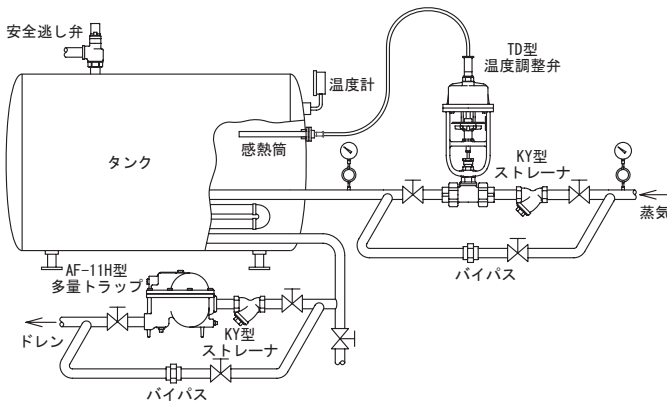 安全逃し弁
TD型
温度調整弁
温度計
感熱筒
タンク
KY型
ストレーナ
蒸気
バイパス
AF-11H型
多量トラップ
ドレン
KY型
ストレーナ
バイパス